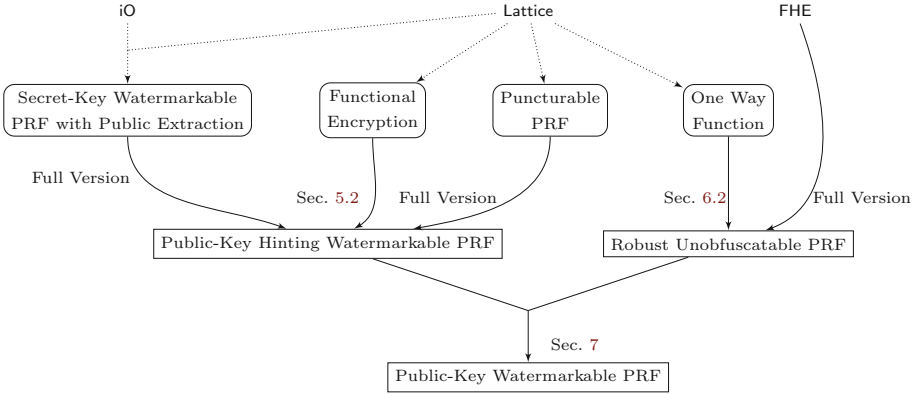 iO
Lattice
FHE
Secret-Key Watermarkable
PRF with Public Extraction
Functional
Encryption
Puncturable
PRF
One Way
Function
Full Version
Sec. 5.2
Full Version
Sec. 6.2
Full Version
Public-Key Hinting Watermarkable PRF
Robust Unobfuscatable PRF
Sec. 7
Public-Key Watermarkable PRF